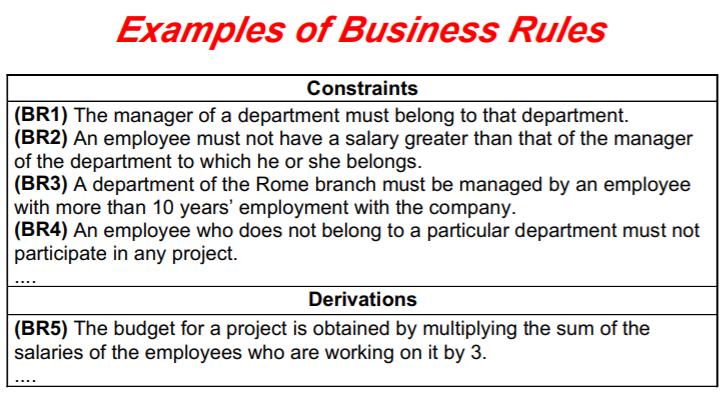 Examples of Business Rules
Constraints
(BR1) The manager of a department must belong to that department.
(BR2) An employee must not have a salary greater than that of the manager
of the department to which he or she belongs.
(BR3) A department of the Rome branch must be managed by an employee
with more than 10 years’ employment with the company.
(BR4) An employee who does not belong to a particular department must not
participate in any project.
....
Derivations
(BR5) The budget for a project is obtained by multiplying the sum of the
salaries of the employees who are working on it by 3.
....